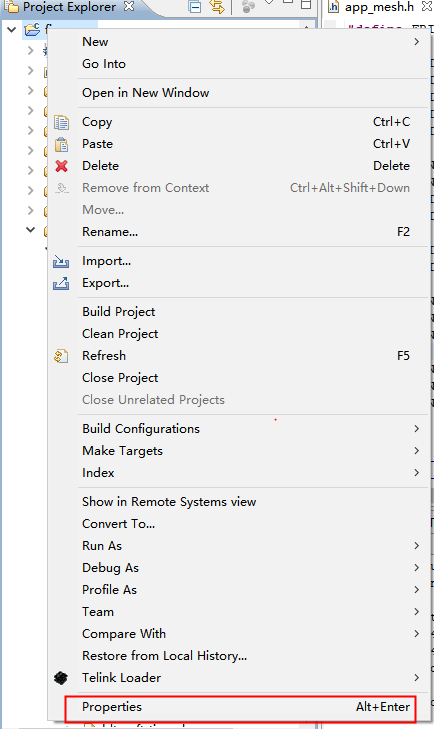 Project Explorer
app_mesh.h
New
Go Into
Open in New Window
Copy Ctrl+C
Paste Ctrl+V
Delete Delete
Remove from Context Ctrl+Alt+Shift+Down
Move...
Rename... F2
Import...
Export...
Build Project
Clean Project
Refresh F5
Close Project
Close Unrelated Projects
Build Configurations
Make Targets
Index
Show in Remote Systems view
Convert To...
Run As
Debug As
Profile As
Team
Compare With
Restore from Local History...
Telink Loader
Properties Alt+Enter